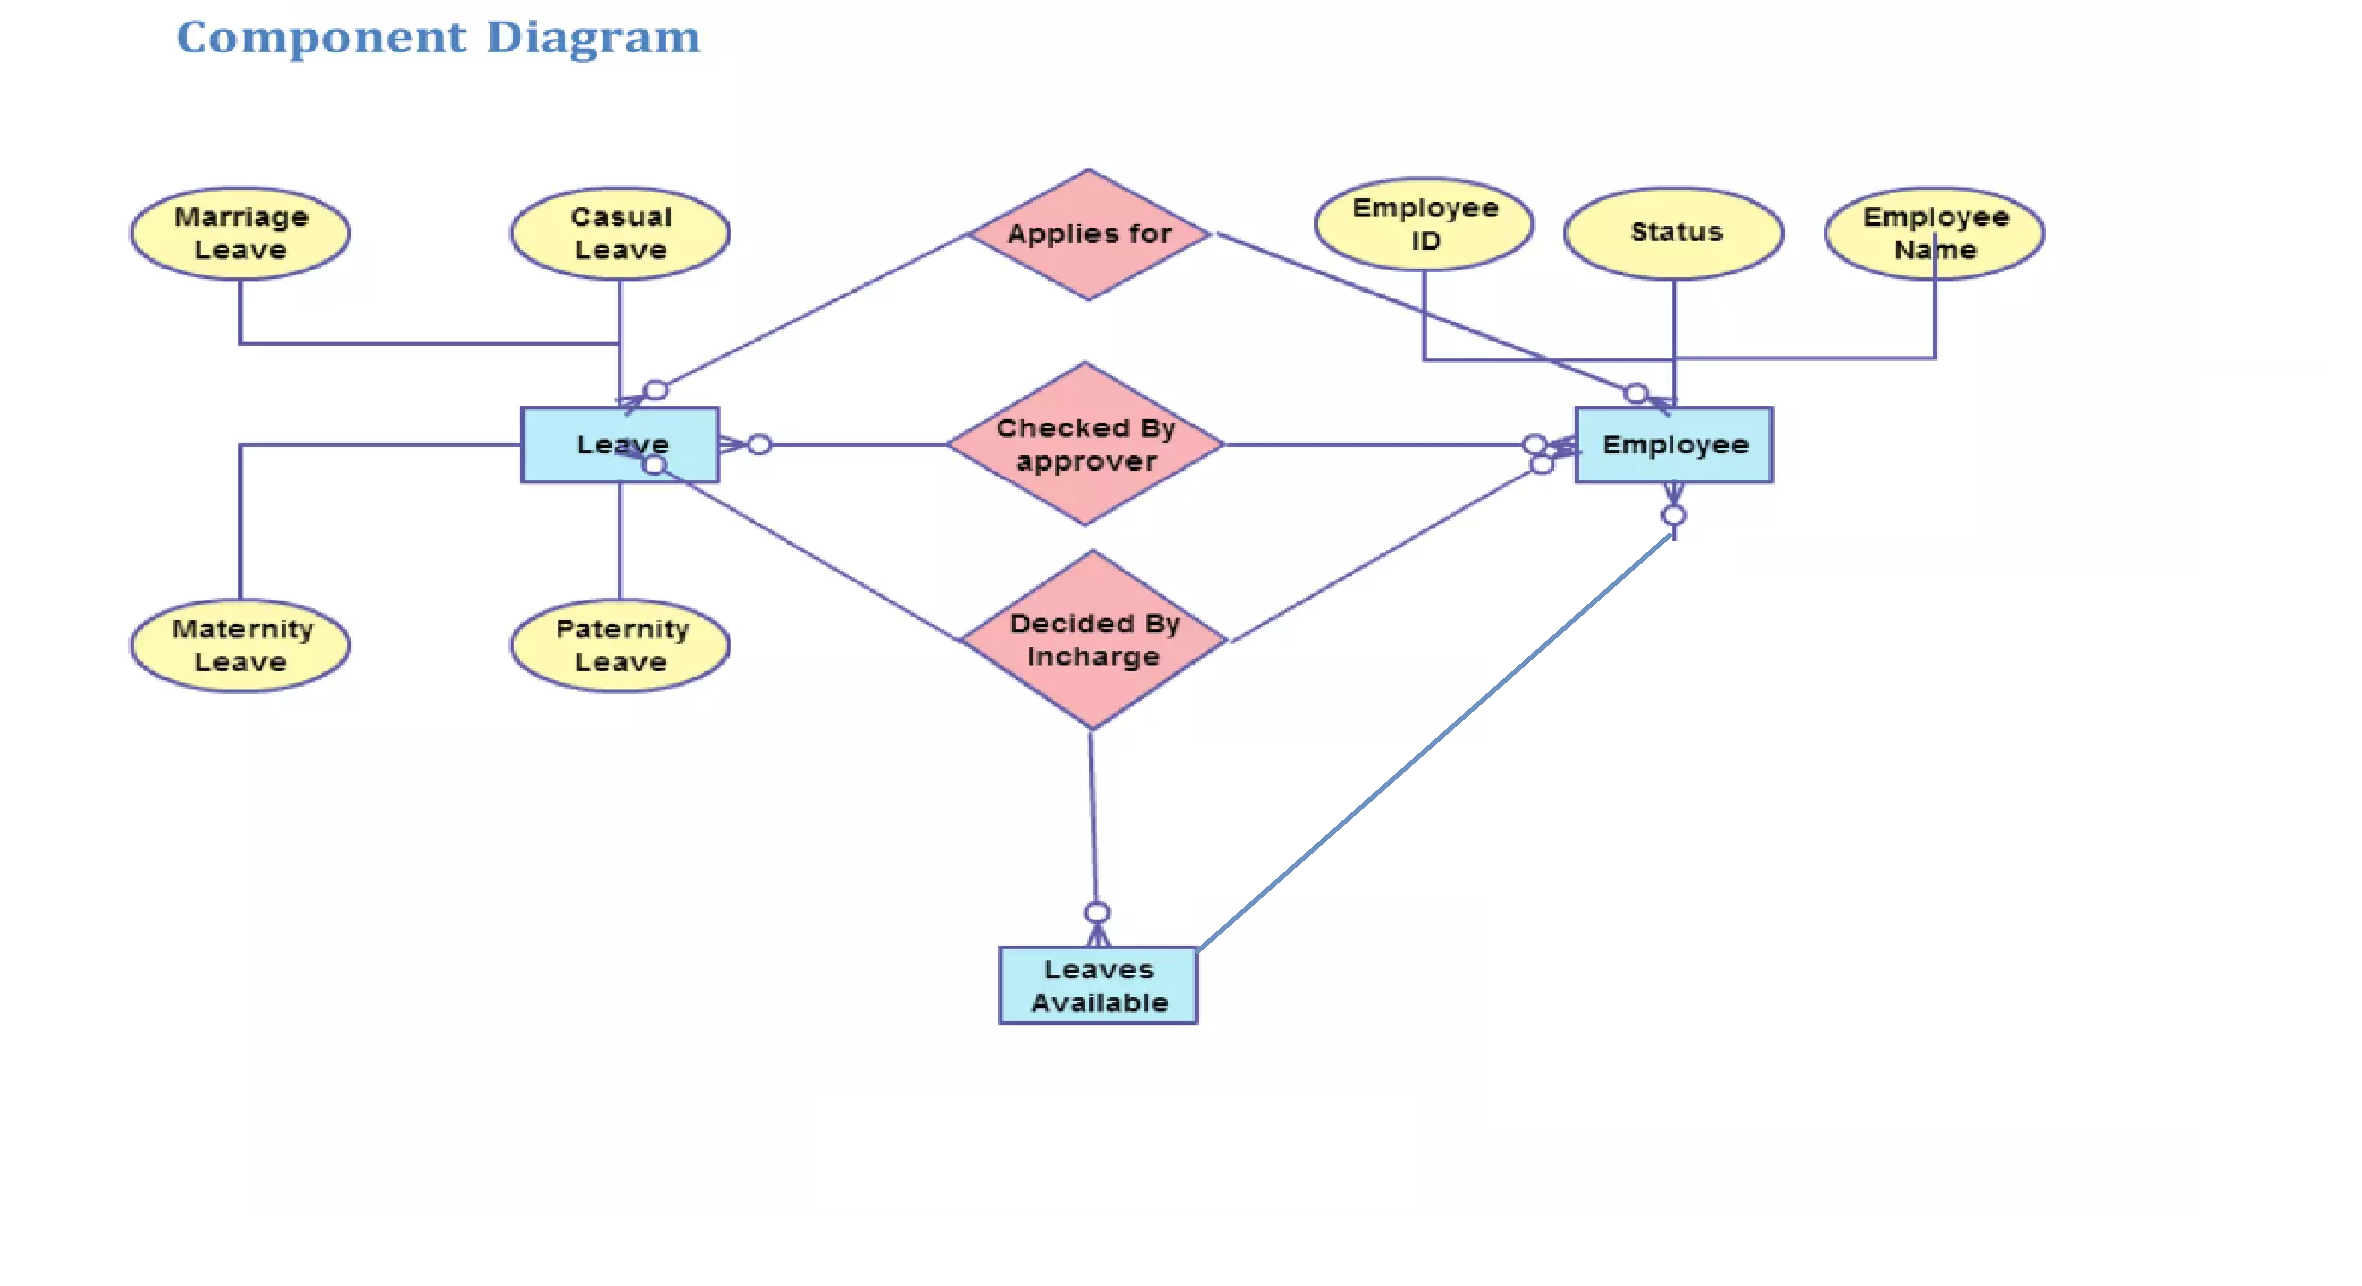 Component Diagram
Marriage
Leave
Casual
Leave
Applies for
Employee
ID
Status
Employee
Name
Leave
Checked By
approver
Employee
Maternity
Leave
Paternity
Leave
Decided By
Incharge
Leaves
Available